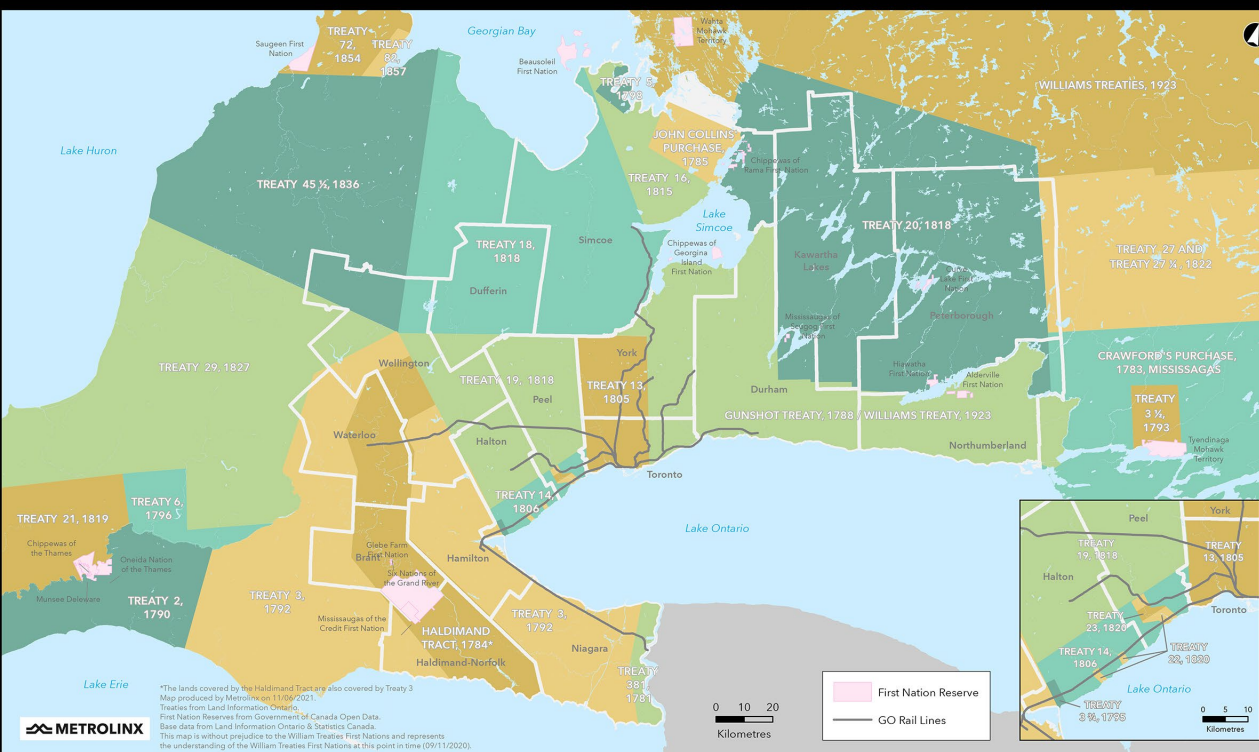 Georgian Bay
TREATY
72,
1854
TREATY
82,
1857
Saugeen First
Nation
Beausoleil
First Nation
Wahta
Mohawk
Territory
TREATY 5,
1798
WILLIAMS TREATIES, 1923
Lake Huron
JOHN COLLINS'
PURCHASE,
1785
Chippewas of
Rama First Nation
TREATY 45 ½, 1836
TREATY 16,
1815
Lake
Simcoe
TREATY 20, 1818
TREATY 18,
1818
Simcoe
Chippewas of
Georgina
Island
First Nation
Kawartha
Lakes
TREATY 27 AND
TREATY 27 ¼, 1822
Dufferin
Curve
Lake First
Nation
Mississaugas of
Scugog First
Nation
Peterborough
TREATY 29, 1827
Wellington
York
Hiawatha
First Nation
Alderville
First Nation
CRAWFORD'S PURCHASE,
1783, MISSISSAGAS
TREATY 19, 1818
Peel
TREATY 13,
1805
Durham
GUNSHOT TREATY, 1788 / WILLIAMS TREATY, 1923
TREATY
3 ½,
1793
Waterloo
Halton
Northumberland
Tyendinaga
Mohawk
Territory
Toronto
TREATY 14,
1806
TREATY 6,
1796
TREATY 21, 1819
Lake Ontario
Chippewas of
the Thames
Oneida Nation
of the Thames
Munsee Deleware
TREATY 2,
1790
Glebe Farm
First Nation
Brant
Hamilton
Six Nations of
the Grand River
TREATY 3,
1792
TREATY 3,
1792
Mississaugas of the
Credit First Nation
HALDIMAND
TRACT, 1784*
Haldimand-Norfolk
Niagara
TREATY
381,
1781
Lake Erie
*The lands covered by the Haldimand Tract are also covered by Treaty 3
Map produced by Metrolinx on 11/06/2021.
Treaties from Land Information Ontario.
First Nation Reserves from Government of Canada Open Data.
Base data from Land Information Ontario & Statistics Canada.
This map is without prejudice to the William Treaties First Nations and represents
the understanding of the William Treaties First Nations at this point in time (09/11/2020).
METROLINX
0 10 20
Kilometres
First Nation Reserve
GO Rail Lines
Peel
York
TREATY
19, 1818
TREATY
13, 1805
Halton
Toronto
TREATY
23, 1820
TREATY 14,
1806
TREATY
22, 1820
Lake Ontario
TREATY
3 ¾, 1795
0 5 10
Kilometres